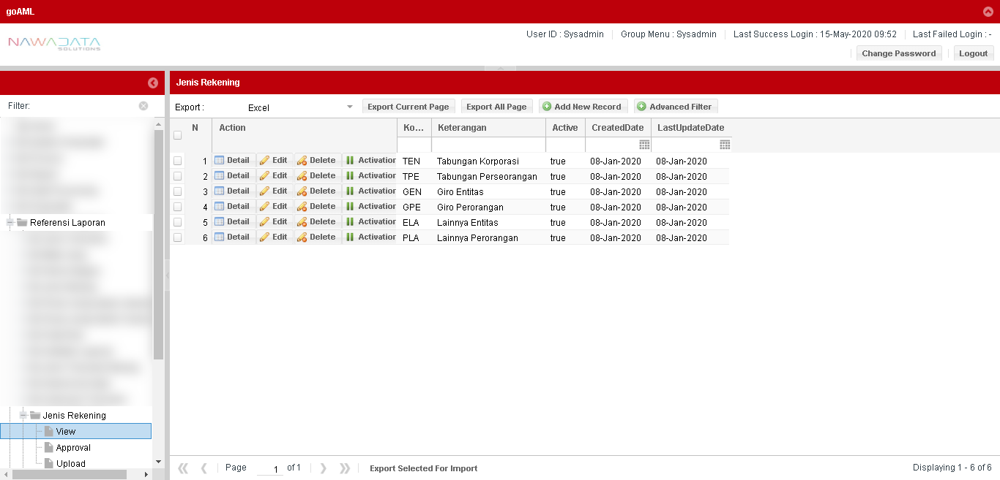 goAML
NAWADATA
SOLUTIONS
User ID : Sysadmin
Group Menu : Sysadmin
Last Success Login : 15-May-2020 09:52
Last Failed Login : -
Change Password
Logout
Filter:
Referensi Laporan
Jenis Rekening
View
Approval
Upload
Jenis Rekening
Export :
Excel
Export Current Page
Export All Page
Add New Record
Advanced Filter
N Action Ko... Keterangan Active CreatedDate LastUpdateDate
1 Detail Edit Delete Activation TEN Tabungan Korporasi true 08-Jan-2020 08-Jan-2020
2 Detail Edit Delete Activation TPE Tabungan Perseorangan true 08-Jan-2020 08-Jan-2020
3 Detail Edit Delete Activation GEN Giro Entitas true 08-Jan-2020 08-Jan-2020
4 Detail Edit Delete Activation GPE Giro Perorangan true 08-Jan-2020 08-Jan-2020
5 Detail Edit Delete Activation ELA Lainnya Entitas true 08-Jan-2020 08-Jan-2020
6 Detail Edit Delete Activation PLA Lainnya Perorangan true 08-Jan-2020 08-Jan-2020
Page 1 of 1
Export Selected For Import
Displaying 1 - 6 of 6